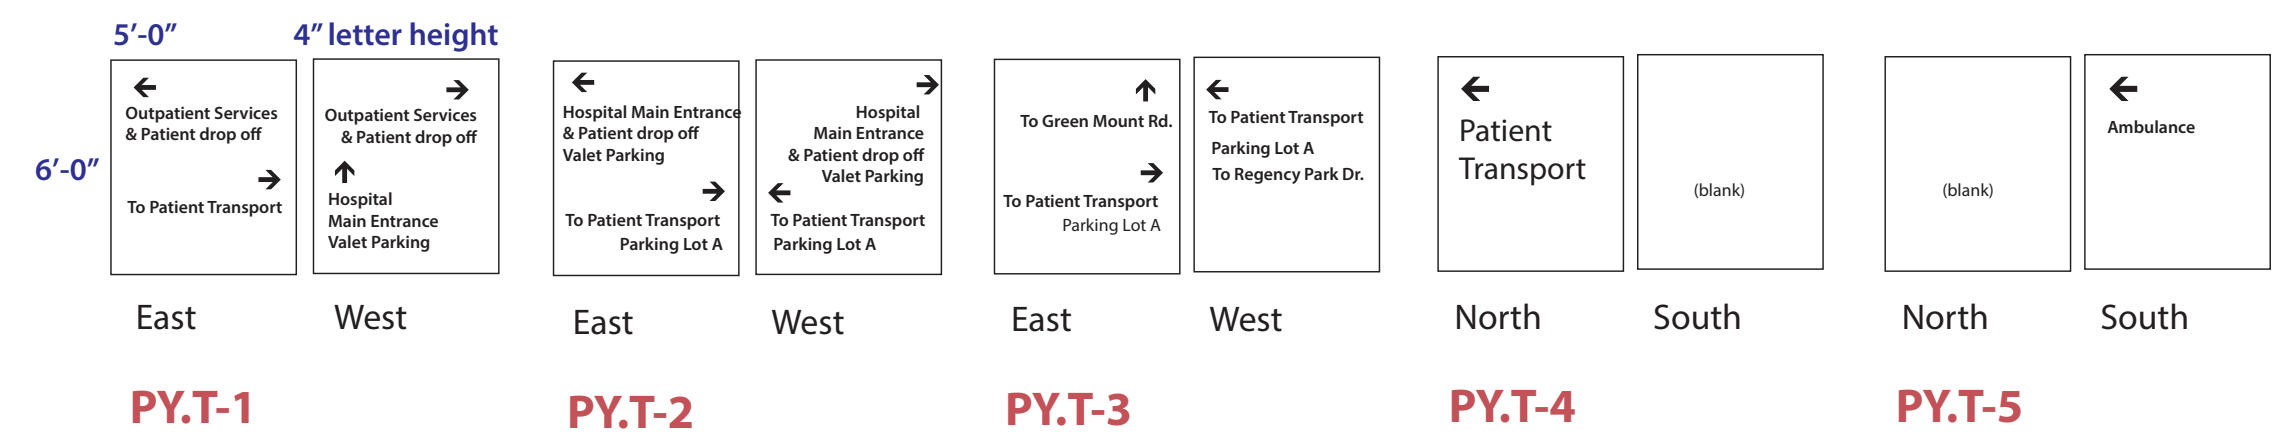 5’-0”
4” letter height
6’-0”
←
Outpatient Services
& Patient drop off
→
To Patient Transport
East
→
Outpatient Services
& Patient drop off
↑
Hospital
Main Entrance
Valet Parking
West
PY.T-1
←
Hospital Main Entrance
& Patient drop off
Valet Parking
→
To Patient Transport
Parking Lot A
East
→
Hospital
Main Entrance
& Patient drop off
Valet Parking
←
To Patient Transport
Parking Lot A
West
PY.T-2
↑
To Green Mount Rd.
→
To Patient Transport
Parking Lot A
East
←
To Patient Transport
Parking Lot A
To Regency Park Dr.
West
PY.T-3
←
Patient
Transport
North
(blank)
South
PY.T-4
(blank)
North
←
Ambulance
South
PY.T-5